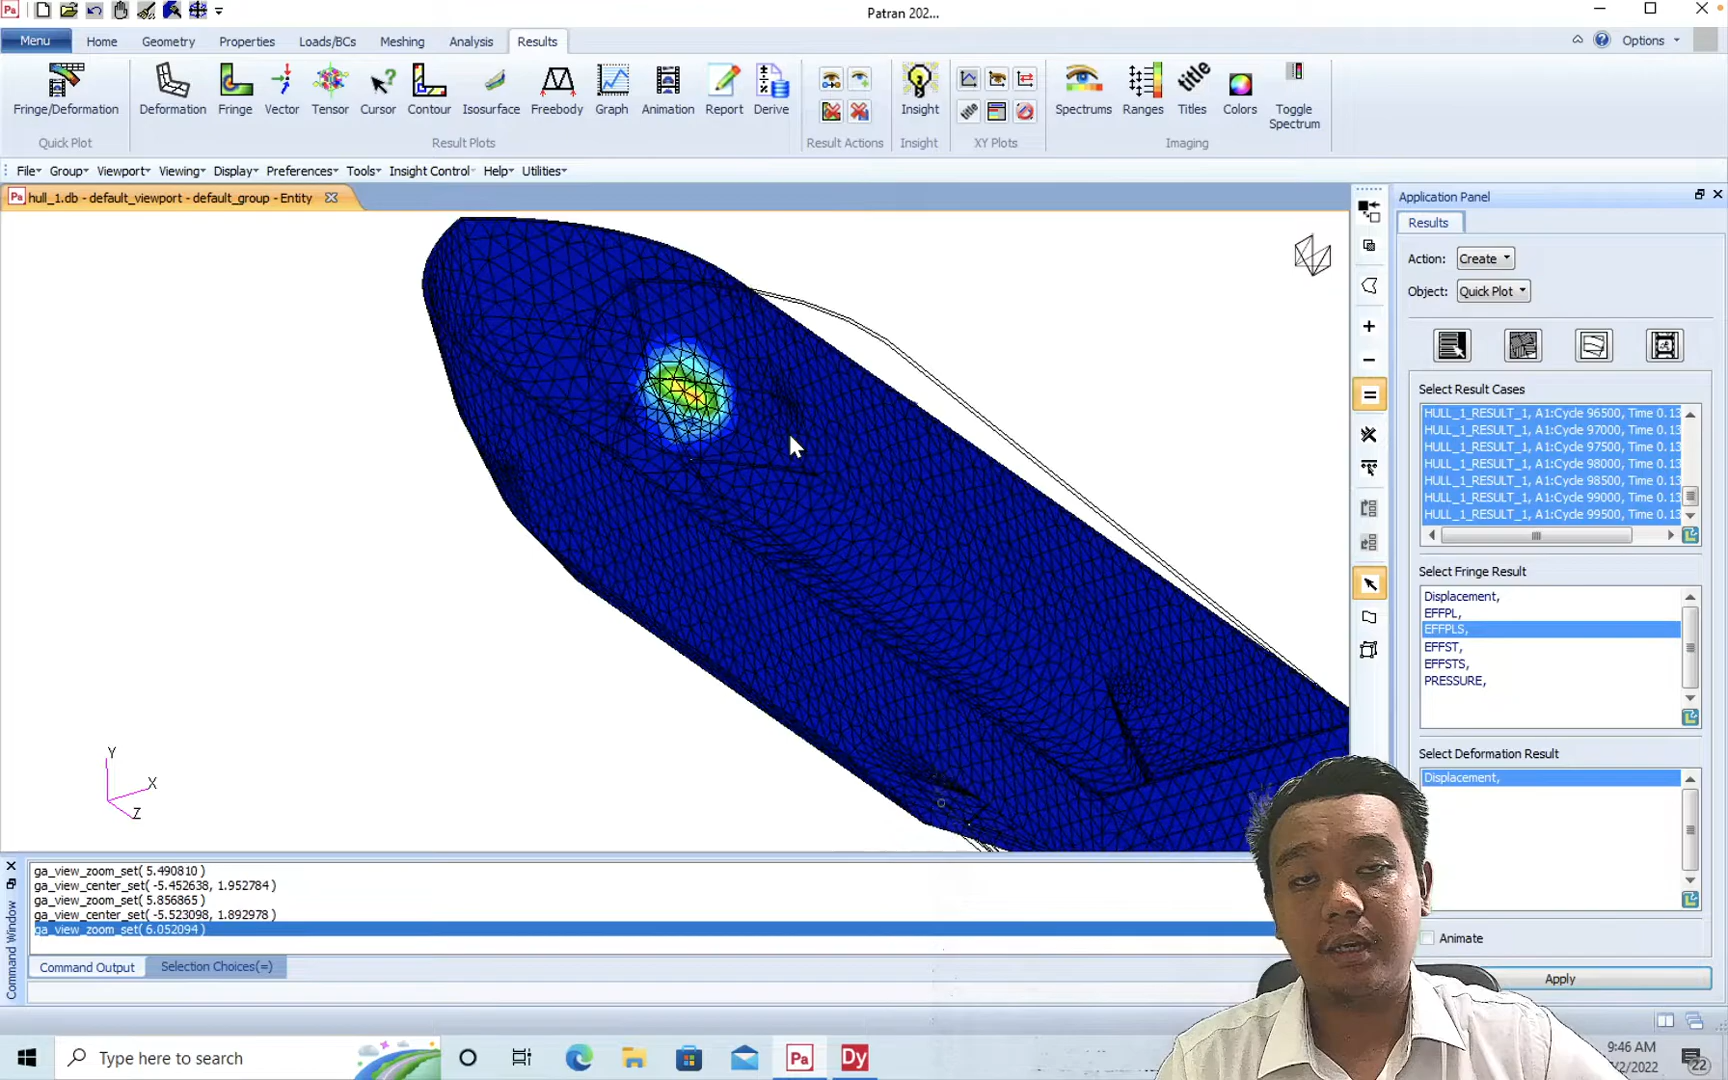 Pa
Patran 202...
Menu Home Geometry Properties Loads/BCs Meshing Analysis Results
Options
Fringe/Deformation Deformation Fringe Vector Tensor Cursor Contour Isosurface Freebody Graph Animation Report Derive Insight Spectrums Ranges Titles Colors Toggle Spectrum
title
Quick Plot Result Plots Result Actions Insight XY Plots Imaging
File Group Viewport Viewing Display Preferences Tools Insight Control Help Utilities
Pa hull_1.db - default_viewport - default_group - Entity
Application Panel
Results
Action: Create
Object: Quick Plot
Select Result Cases
HULL_1_RESULT_1, A1:Cycle 96500, Time 0.13
HULL_1_RESULT_1, A1:Cycle 97000, Time 0.13
HULL_1_RESULT_1, A1:Cycle 97500, Time 0.13
HULL_1_RESULT_1, A1:Cycle 98000, Time 0.13
HULL_1_RESULT_1, A1:Cycle 98500, Time 0.13
HULL_1_RESULT_1, A1:Cycle 99000, Time 0.13
HULL_1_RESULT_1, A1:Cycle 99500, Time 0.13
Select Fringe Result
Displacement,
EFFPL,
EFFPLS,
EFFST,
EFFSTS,
PRESSURE,
Select Deformation Result
Displacement,
Animate
Apply
Y
X
Z
Command Window
ga_view_zoom_set( 5.490810 )
ga_view_center_set( -5.452638, 1.952784 )
ga_view_zoom_set( 5.856865 )
ga_view_center_set( -5.523098, 1.892978 )
ga_view_zoom_set( 6.052094 )
Command Output Selection Choices(=)
Type here to search
Pa
Dy
9:46 AM
/2/2022
22